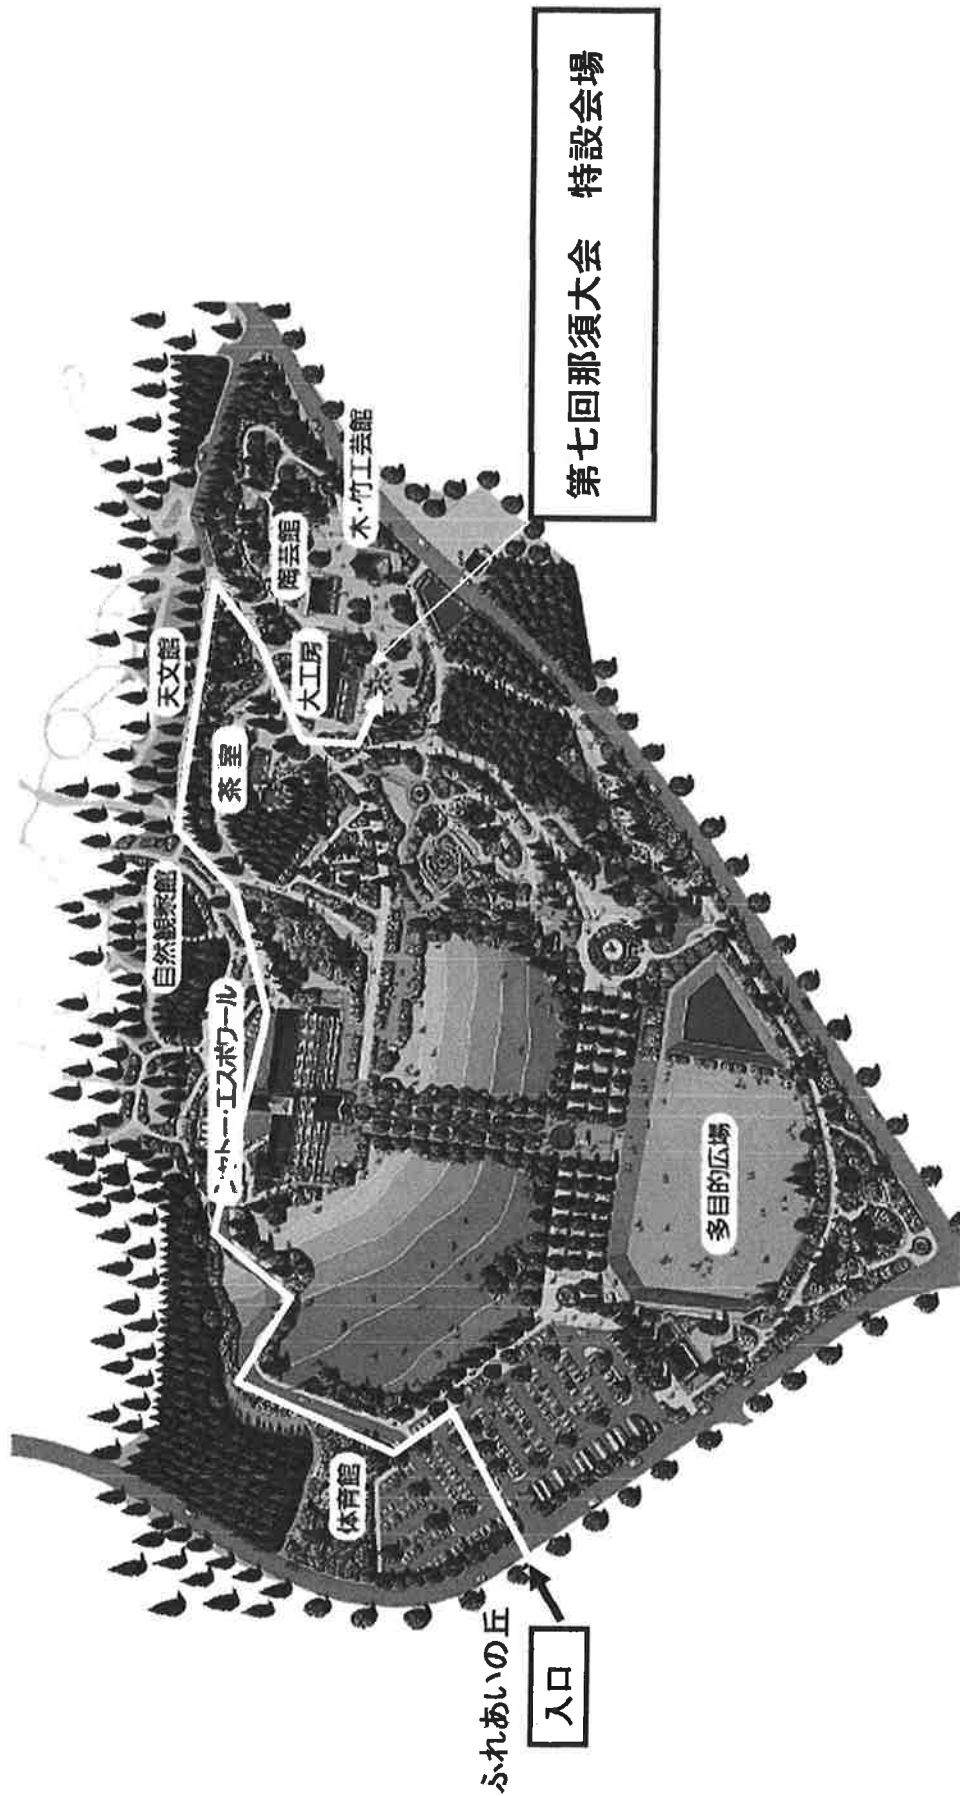 ふれあいの丘
入口
体育館
シャトー・エスポワール
自然観察館
天文館
茶室
大工房
陶芸館
木・竹工芸館
多目的広場
第七回那須大会　特設会場